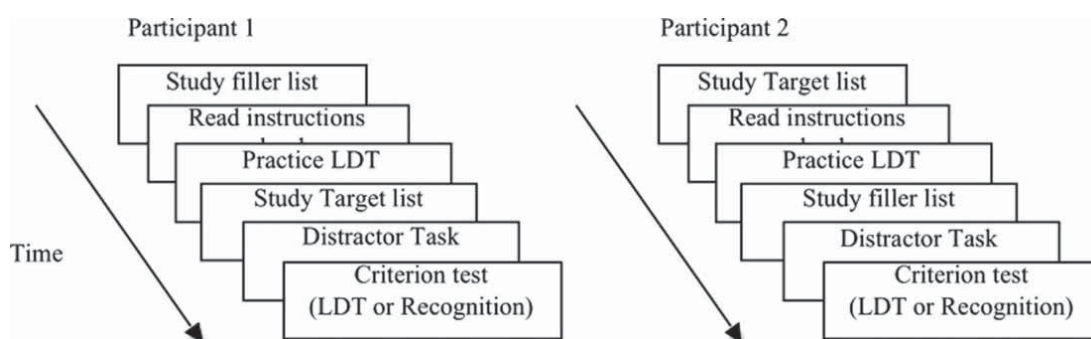 Participant 1
Study filler list
Read instructions
Practice LDT
Study Target list
Distractor Task
Criterion test
(LDT or Recognition)
Time
Participant 2
Study Target list
Read instructions
Practice LDT
Study filler list
Distractor Task
Criterion test
(LDT or Recognition)